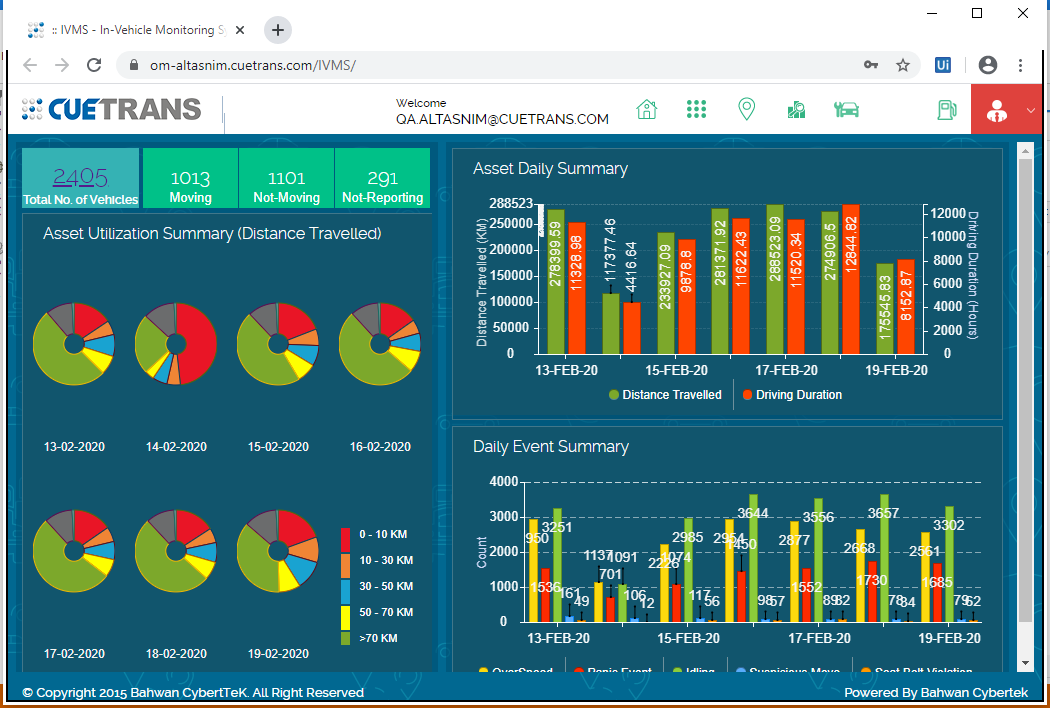 :: IVMS - In-Vehicle Monitoring S
om-altasnim.cuetrans.com/IVMS/
Ui
CUETRANS
Welcome
QA.ALTASNIM@CUETRANS.COM
2405
Total No. of Vehicles
1013
Moving
1101
Not-Moving
291
Not-Reporting
Asset Utilization Summary (Distance Travelled)
13-02-2020
14-02-2020
15-02-2020
16-02-2020
17-02-2020
18-02-2020
19-02-2020
0 - 10 KM
10 - 30 KM
30 - 50 KM
50 - 70 KM
>70 KM
Asset Daily Summary
Distance Travelled (KM)
288523
250000
200000
150000
100000
50000
0
278399.59
11328.98
117377.46
4416.64
233927.09
9878.8
281371.92
11622.43
288523.09
11520.34
274906.5
12844.82
175545.83
8152.87
12000
10000
8000
6000
4000
2000
0
Driving Duration (Hours)
13-FEB-20
15-FEB-20
17-FEB-20
19-FEB-20
Distance Travelled
Driving Duration
Daily Event Summary
Count
4000
3000
2000
1000
0
3251
1536
161
49
1137
701
1091
106
12
2226
1074
2985
117
56
2954
3644
98
57
2877
1552
3556
2668
1730
3657
78
84
2561
1685
3302
79
62
13-FEB-20
15-FEB-20
17-FEB-20
19-FEB-20
OverSpeed
Panic Event
Idling
Suspicious Move
Seat Belt Violation
© Copyright 2015 Bahwan CyberTeK. All Right Reserved
Powered By Bahwan Cybertek